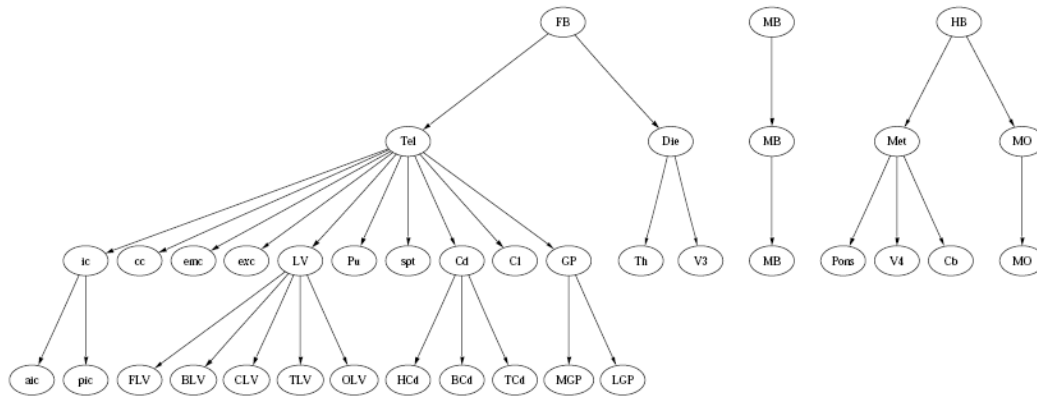 FB MB HB
Tel Die MB Met MO
ic cc emc exc LV Pu spt Cd Cl GP Th V3 MB Pons V4 Cb MO
aic pic FLV BLV CLV TLV OLV HCd BCd TCd MGP LGP